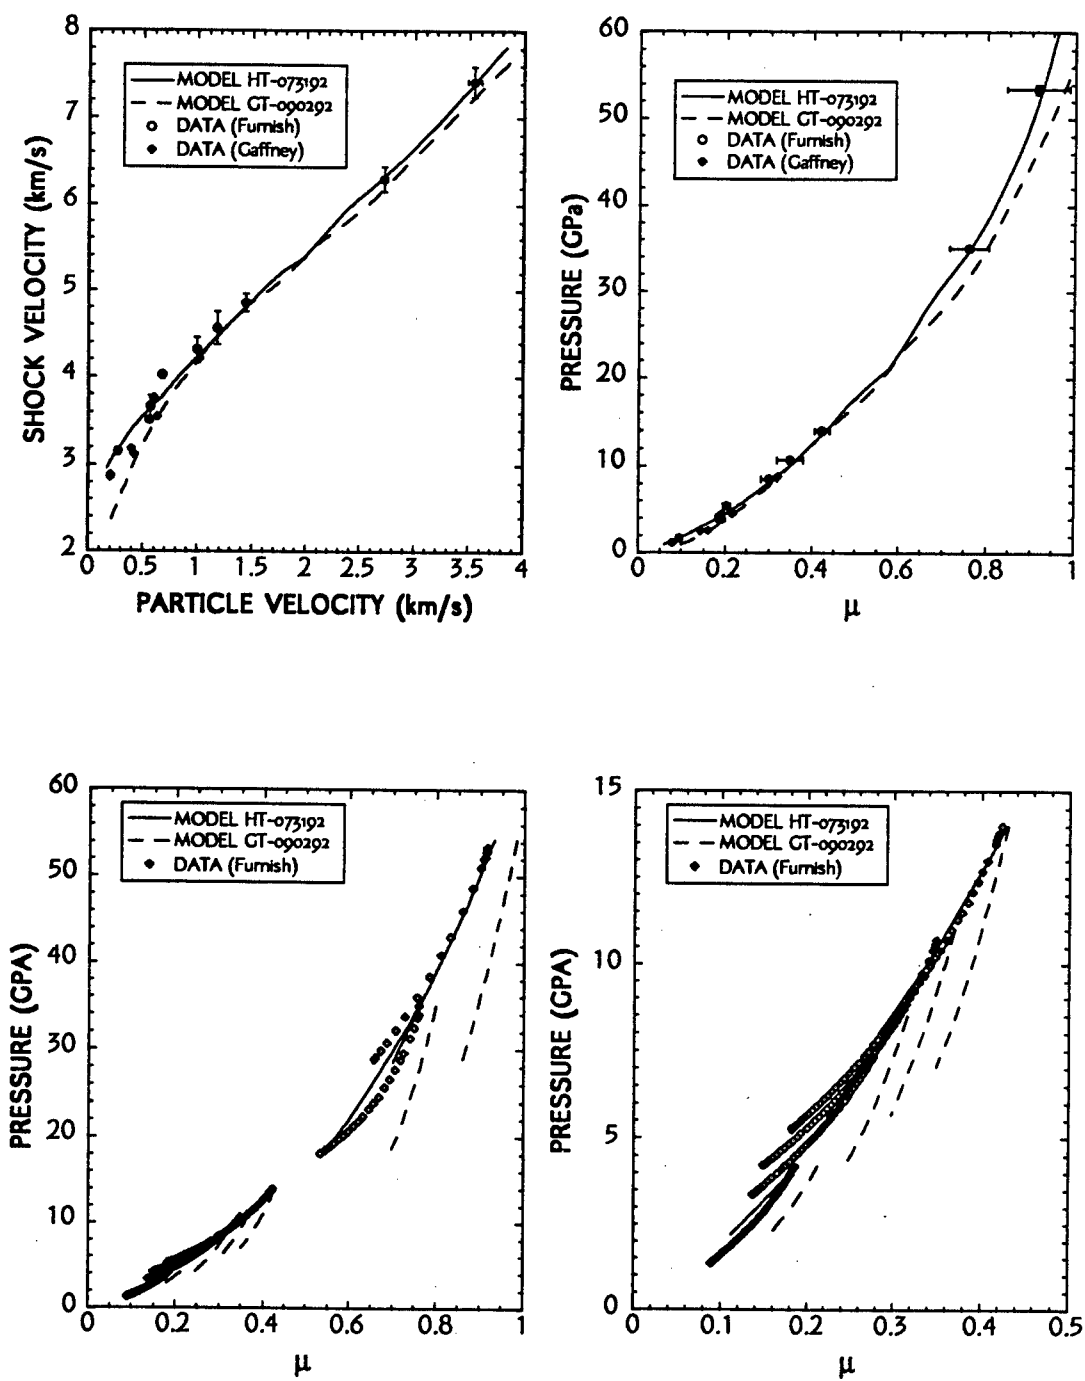 8
7
6
5
4
3
2
SHOCK VELOCITY (km/s)
MODEL HT-073192
MODEL GT-090292
DATA (Furnish)
DATA (Gaffney)
0 0.5 1 1.5 2 2.5 3 3.5 4
PARTICLE VELOCITY (km/s)
60
50
40
30
20
10
0
PRESSURE (GPa)
MODEL HT-073192
MODEL GT-090292
DATA (Furnish)
DATA (Gaffney)
0 0.2 0.4 0.6 0.8 1
μ
60
50
40
30
20
10
0
PRESSURE (GPA)
MODEL HT-073192
MODEL GT-090292
DATA (Furnish)
0 0.2 0.4 0.6 0.8 1
μ
15
10
5
0
PRESSURE (GPA)
MODEL HT-073192
MODEL GT-090292
DATA (Furnish)
0 0.1 0.2 0.3 0.4 0.5
μ